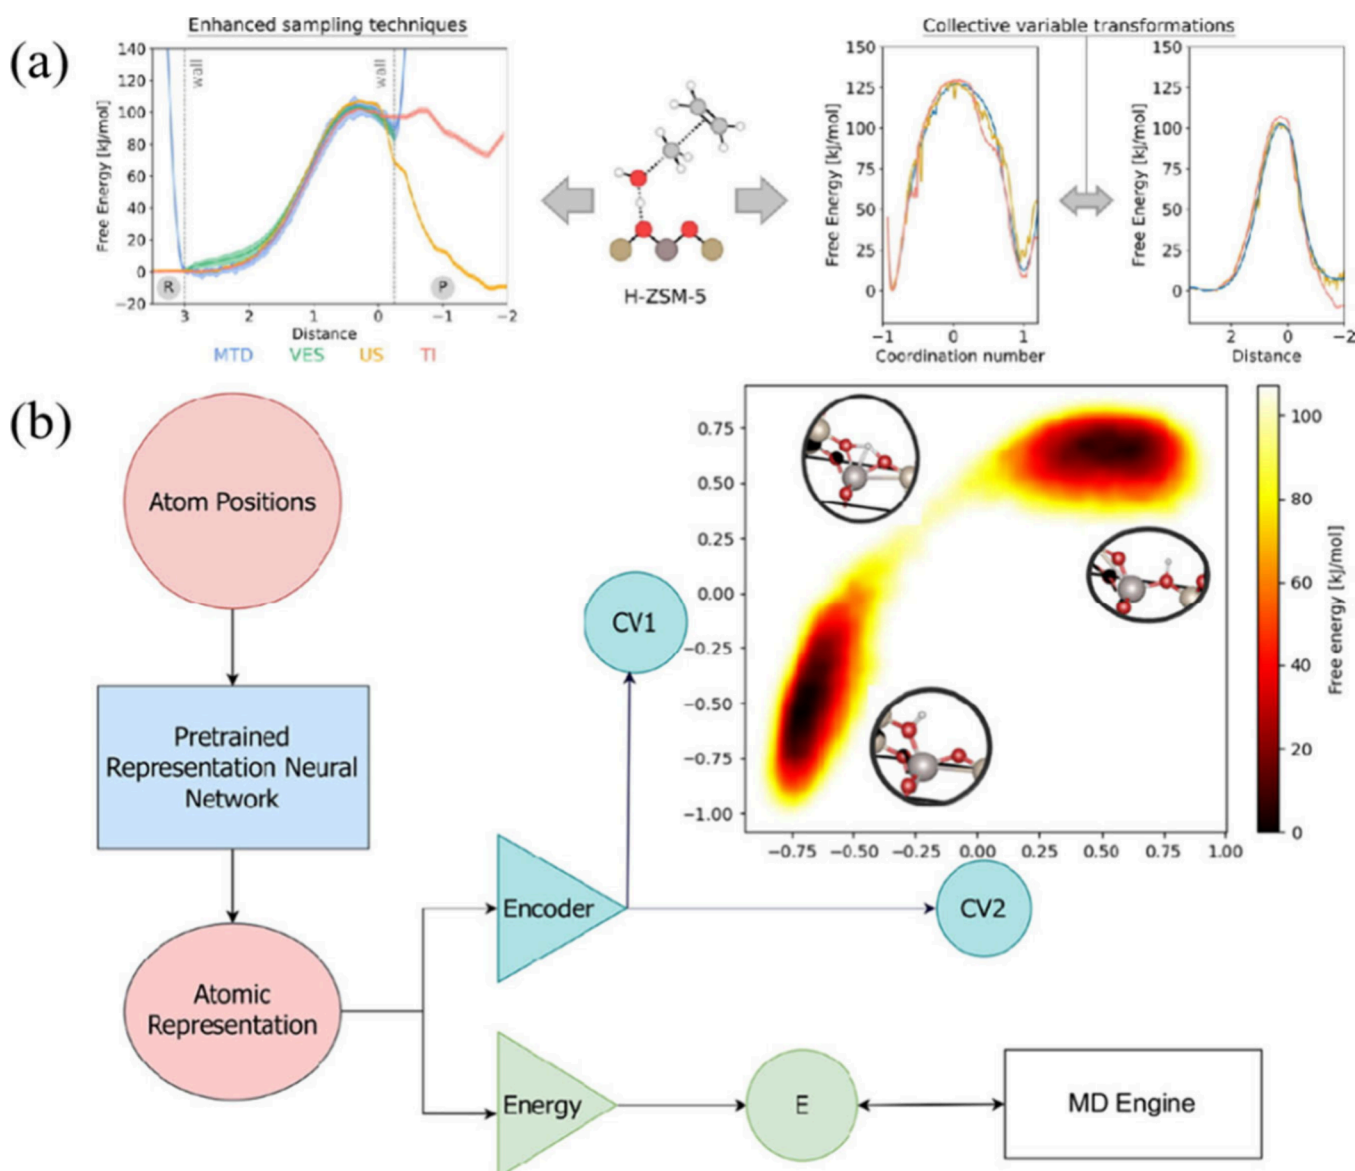 (a)
Enhanced sampling techniques
140
120
100
80
60
40
20
0
−20
Free Energy [kJ/mol]
wall
wall
R
P
3
2
1
0
−1
−2
Distance
MTD VES US TI
H-ZSM-5
Collective variable transformations
150
125
100
75
50
25
0
Free Energy [kJ/mol]
−1
0
1
Coordination number
150
125
100
75
50
25
0
Free Energy [kJ/mol]
2
0
−2
Distance
(b)
Atom Positions
Pretrained
Representation Neural
Network
Atomic
Representation
Encoder
CV1
CV2
Energy
E
MD Engine
0.75
0.50
0.25
0.00
−0.25
−0.50
−0.75
−1.00
−0.75
−0.50
−0.25
0.00
0.25
0.50
0.75
1.00
100
80
60
40
20
0
Free energy [kJ/mol]